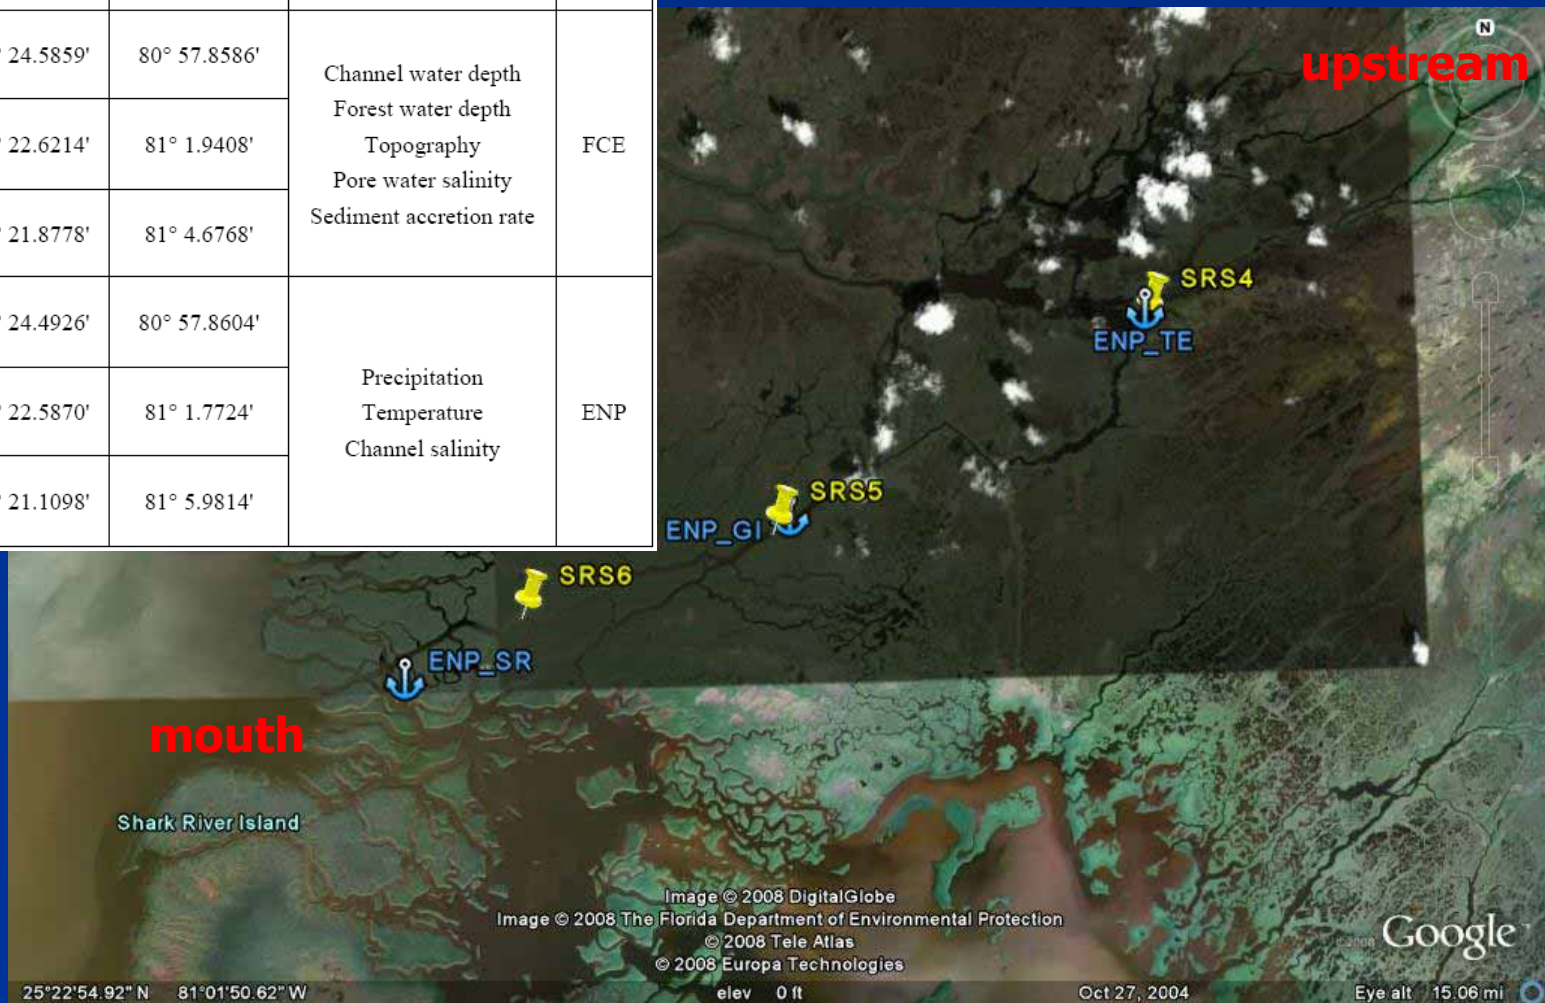 24.5859' 80° 57.8586'
Channel water depth
Forest water depth
22.6214' 81° 1.9408' Topography FCE
Pore water salinity
Sediment accretion rate
21.8778' 81° 4.6768'
24.4926' 80° 57.8604'
Precipitation
22.5870' 81° 1.7724' Temperature ENP
Channel salinity
21.1098' 81° 5.9814'
N
upstream
SRS4
ENP_TE
SRS5
ENP_GI
SRS6
ENP_SR
mouth
Shark River Island
Image © 2008 DigitalGlobe
Image © 2008 The Florida Department of Environmental Protection
© 2008 Tele Atlas
© 2008 Europa Technologies
©2008 Google
25°22'54.92" N 81°01'50.62" W elev 0 ft Oct 27, 2004 Eye alt 15.06 mi